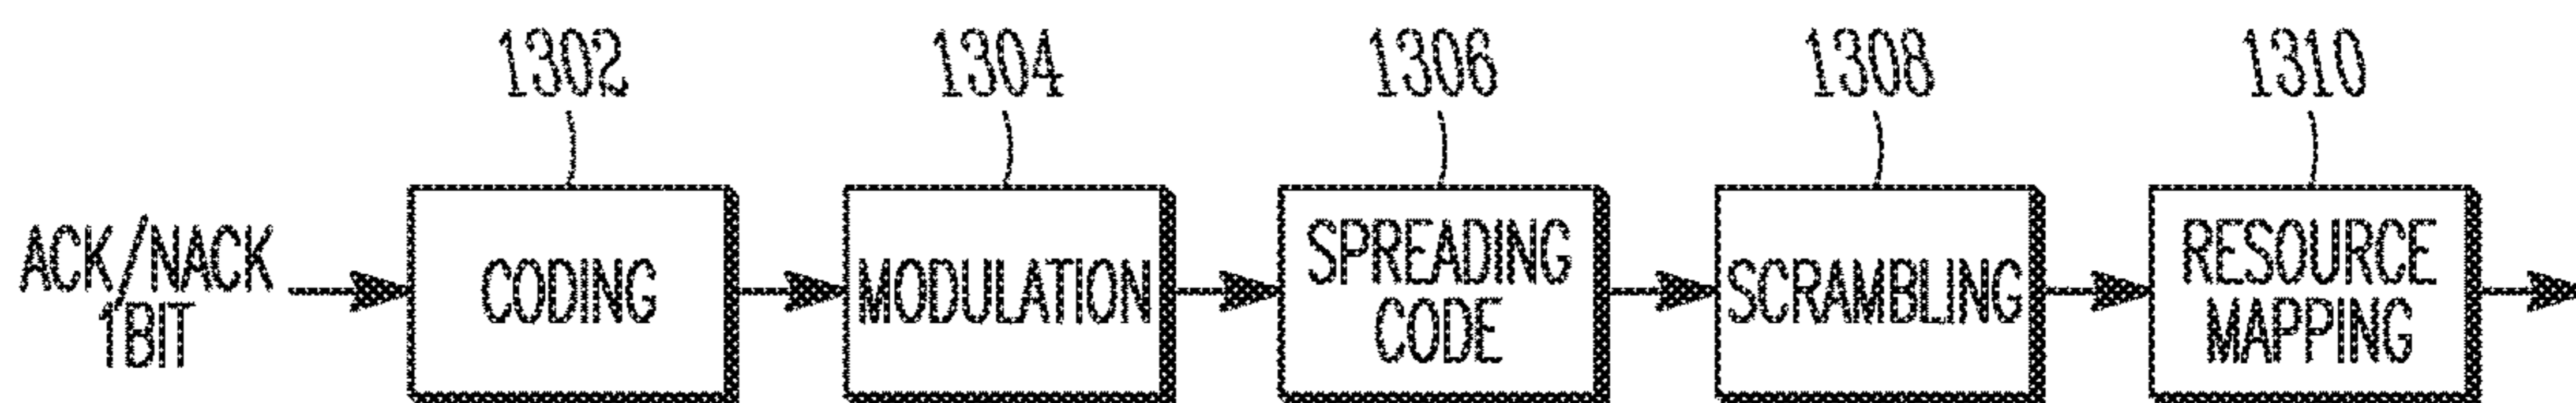 1302 1304 1306 1308 1310
ACK/NACK
1BIT
CODING
MODULATION
SPREADING
CODE
SCRAMBLING
RESOURCE
MAPPING